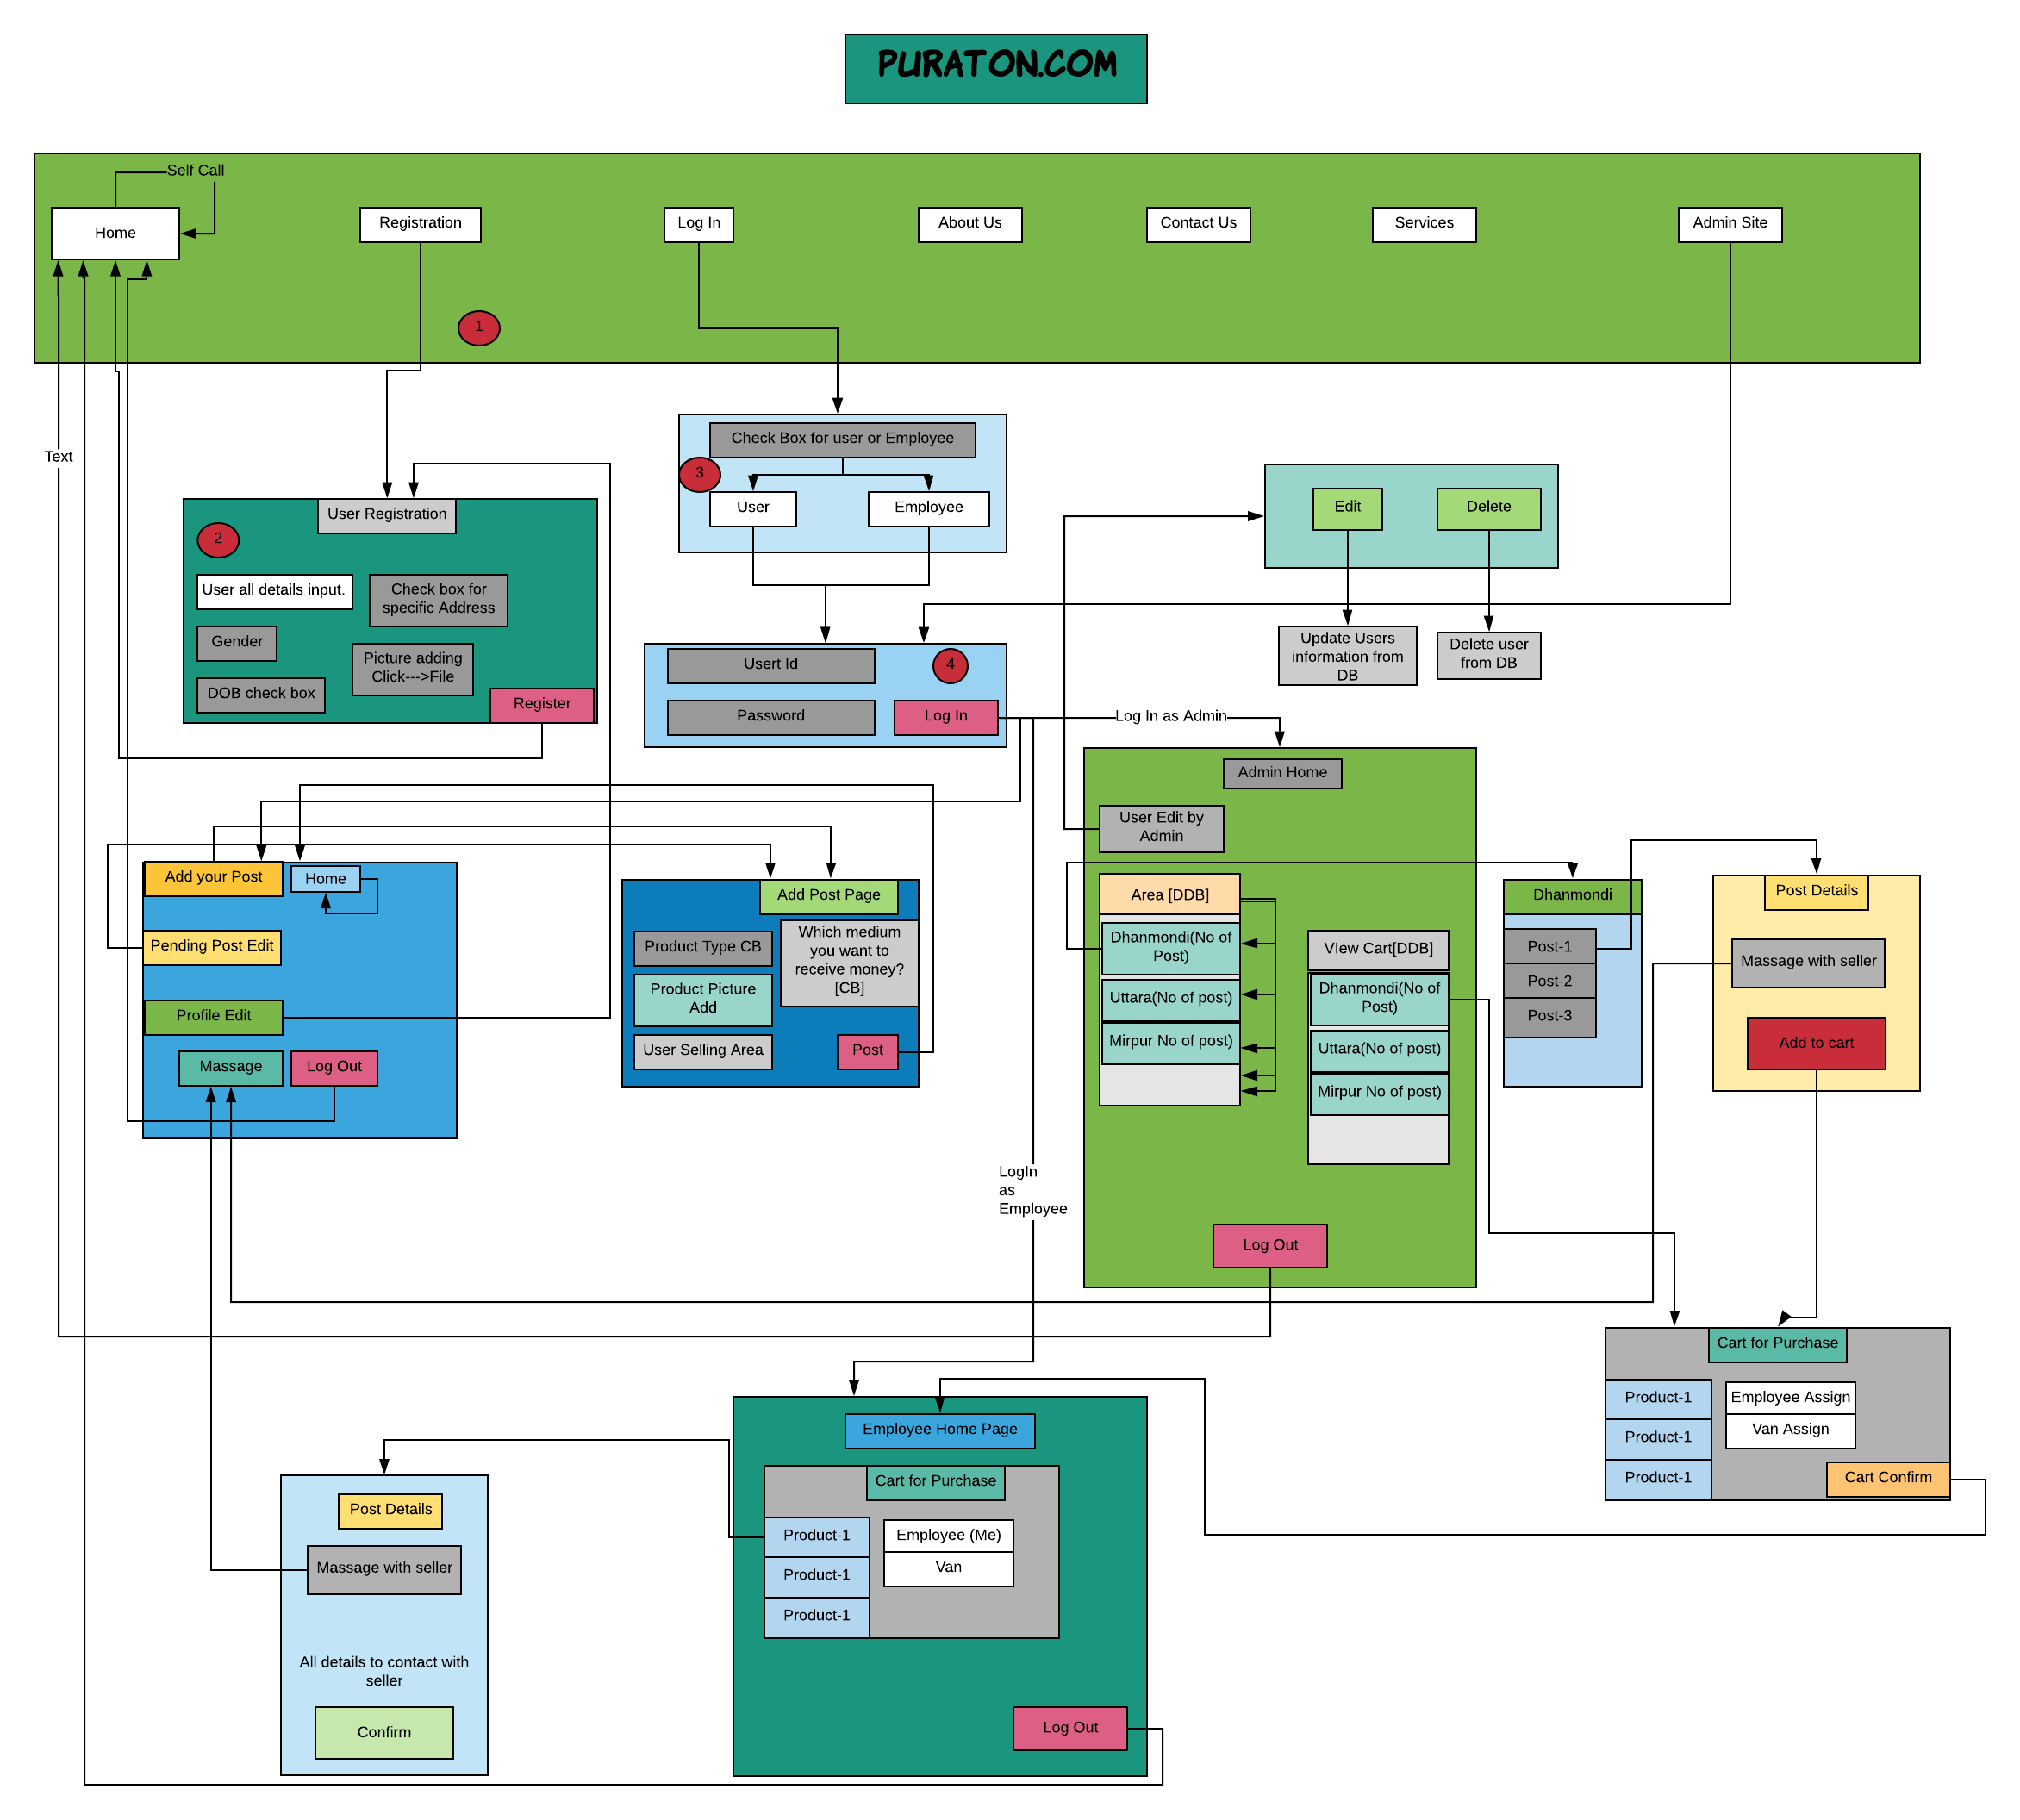 PURATON.COM
Self Call
Home
Registration
Log In
About Us
Contact Us
Services
Admin Site
1
Text
Check Box for user or Employee
3
User
Employee
User Registration
2
User all details input.
Check box for
specific Address
Gender
Picture adding
Click--->File
DOB check box
Register
Edit
Delete
Update Users
information from
DB
Delete user
from DB
Usert Id
4
Password
Log In
Log In as Admin
Admin Home
User Edit by
Admin
Area [DDB]
Dhanmondi(No of
Post)
Uttara(No of post)
Mirpur No of post)
VIew Cart[DDB]
Dhanmondi(No of
Post)
Uttara(No of post)
Mirpur No of post)
Log Out
Dhanmondi
Post-1
Post-2
Post-3
Post Details
Massage with seller
Add to cart
Add your Post
Home
Pending Post Edit
Profile Edit
Massage
Log Out
Add Post Page
Product Type CB
Which medium
you want to
receive money?
[CB]
Product Picture
Add
User Selling Area
Post
LogIn
as
Employee
Cart for Purchase
Product-1
Product-1
Product-1
Employee Assign
Van Assign
Cart Confirm
Employee Home Page
Cart for Purchase
Product-1
Product-1
Product-1
Employee (Me)
Van
Log Out
Post Details
Massage with seller
All details to contact with
seller
Confirm